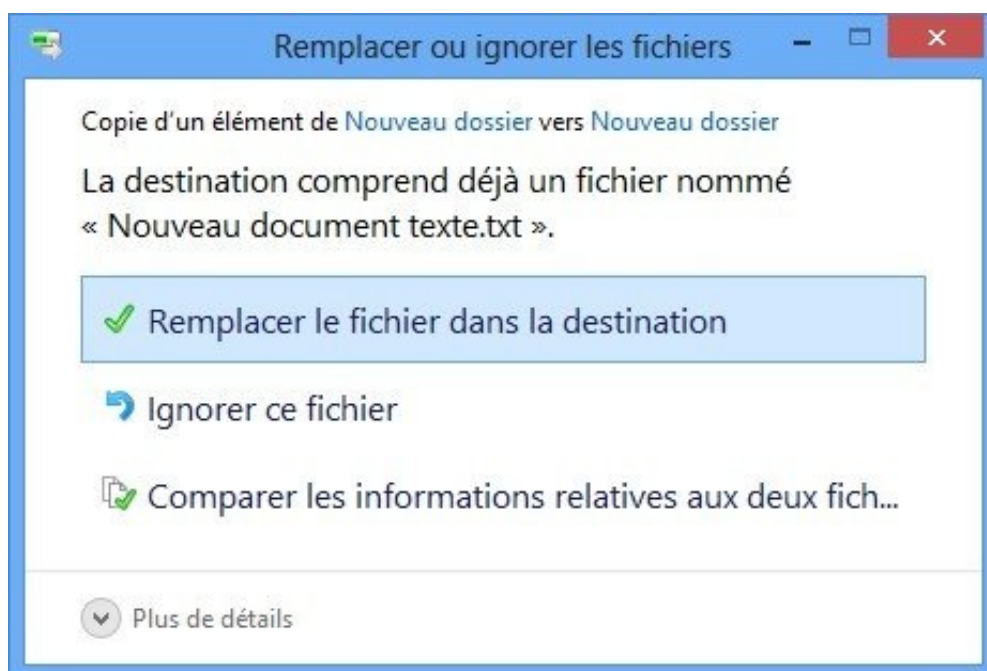 Remplacer ou ignorer les fichiers
Copie d'un élément de Nouveau dossier vers Nouveau dossier
La destination comprend déjà un fichier nommé
« Nouveau document texte.txt ».
Remplacer le fichier dans la destination
Ignorer ce fichier
Comparer les informations relatives aux deux fich...
Plus de détails